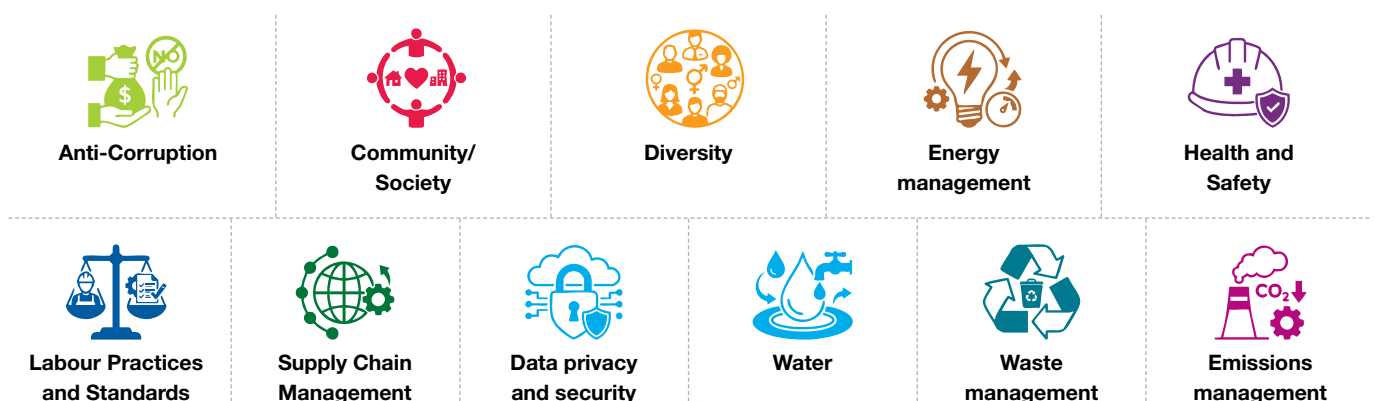 NO
$
Anti-Corruption
Community/
Society
Diversity
Energy
management
Health and
Safety
CO₂
Labour Practices
and Standards
Supply Chain
Management
Data privacy
and security
Water
Waste
management
Emissions
management